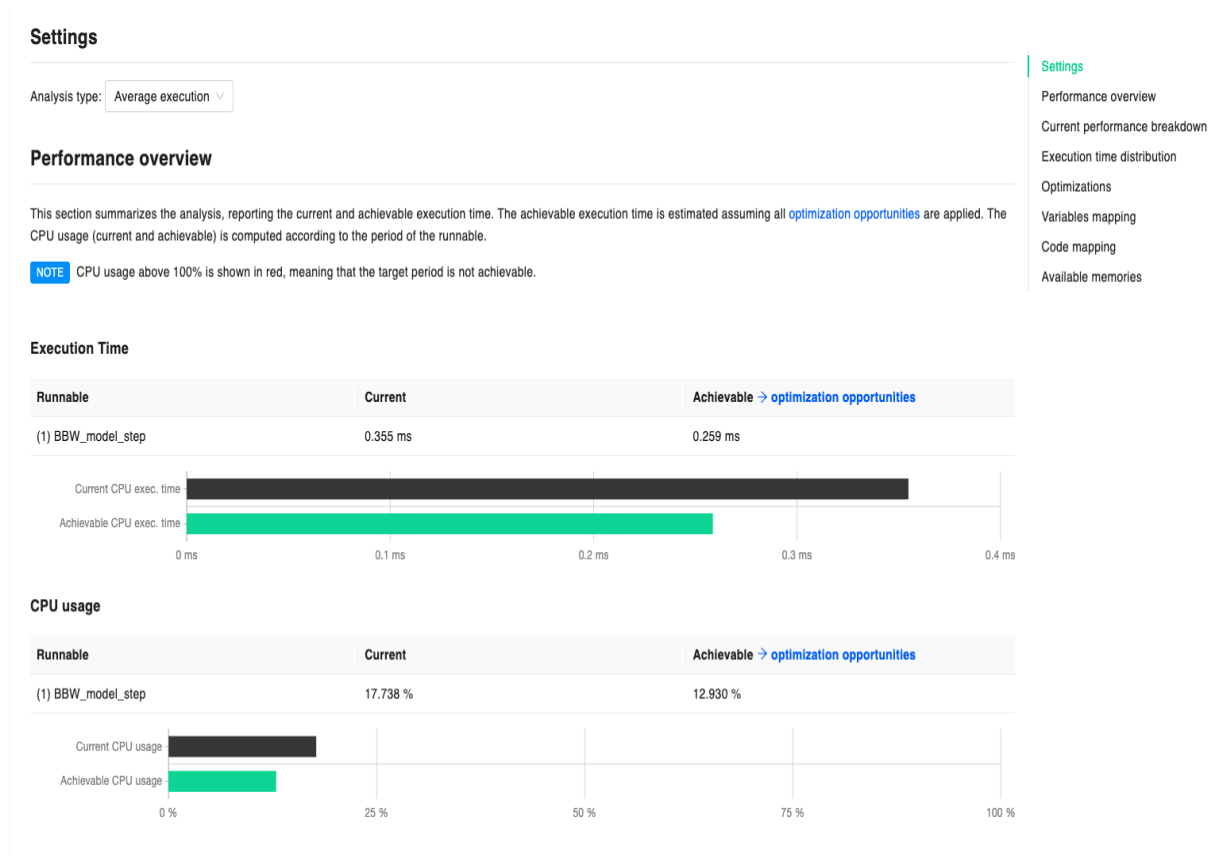 Settings
Analysis type: Average execution
Performance overview
This section summarizes the analysis, reporting the current and achievable execution time. The achievable execution time is estimated assuming all optimization opportunities are applied. The
CPU usage (current and achievable) is computed according to the period of the runnable.
NOTE CPU usage above 100% is shown in red, meaning that the target period is not achievable.
Execution Time
Runnable Current Achievable → optimization opportunities
(1) BBW_model_step 0.355 ms 0.259 ms
Current CPU exec. time
Achievable CPU exec. time
0 ms 0.1 ms 0.2 ms 0.3 ms 0.4 ms
CPU usage
Runnable Current Achievable → optimization opportunities
(1) BBW_model_step 17.738 % 12.930 %
Current CPU usage
Achievable CPU usage
0 % 25 % 50 % 75 % 100 %
Settings
Performance overview
Current performance breakdown
Execution time distribution
Optimizations
Variables mapping
Code mapping
Available memories